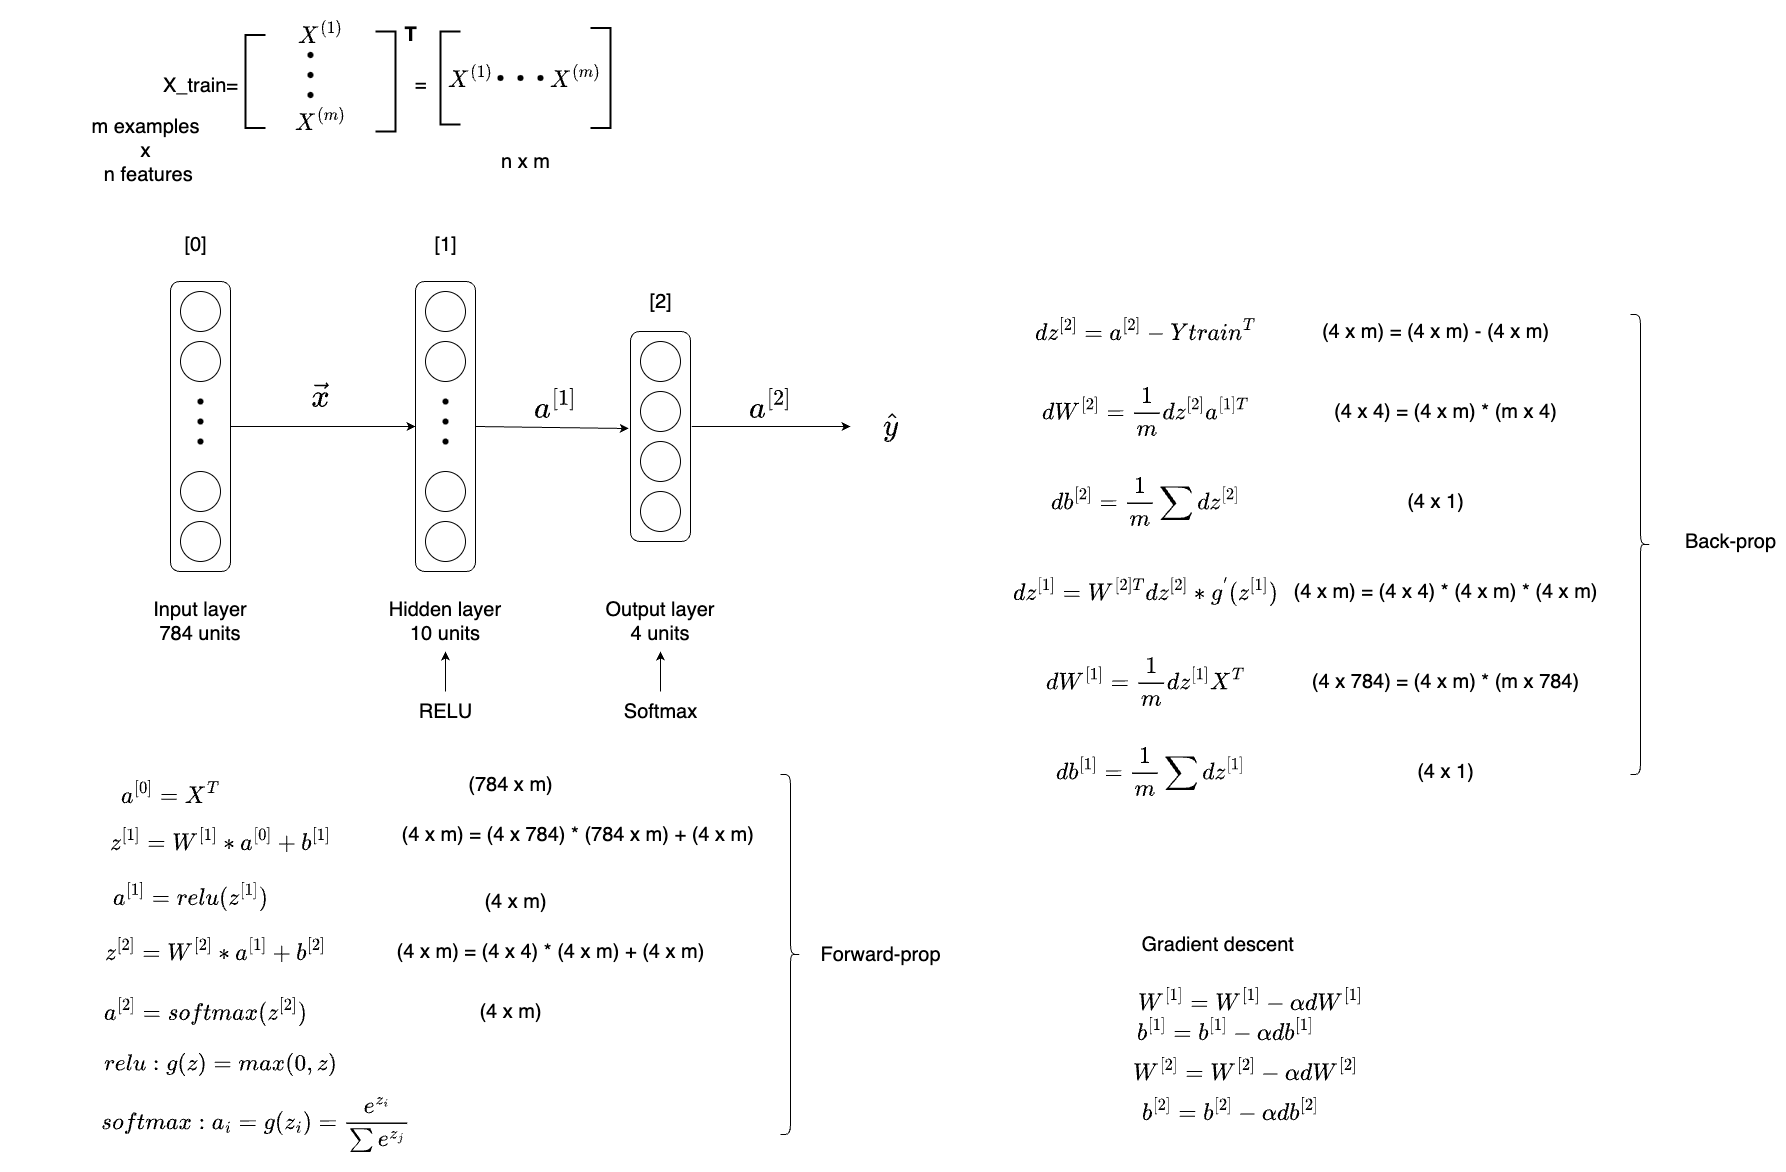 X_train= [ X^(1) • • • X^(m) ]^T = [ X^(1) • • • X^(m) ]
m examples
x
n features
n x m
[0]
[1]
[2]
x⃗
a^[1]
a^[2]
ŷ
Input layer
784 units
Hidden layer
10 units
Output layer
4 units
RELU
Softmax
a^[0] = X^T (784 x m)
z^[1] = W^[1] * a^[0] + b^[1] (4 x m) = (4 x 784) * (784 x m) + (4 x m)
a^[1] = relu(z^[1]) (4 x m)
z^[2] = W^[2] * a^[1] + b^[2] (4 x m) = (4 x 4) * (4 x m) + (4 x m)
a^[2] = softmax(z^[2]) (4 x m)
relu : g(z) = max(0, z)
softmax : a_i = g(z_i) = e^{z_i} / ∑ e^{z_j}
Forward-prop
dz^[2] = a^[2] − Ytrain^T (4 x m) = (4 x m) - (4 x m)
dW^[2] = 1/m dz^[2] a^[1]T (4 x 4) = (4 x m) * (m x 4)
db^[2] = 1/m ∑ dz^[2] (4 x 1)
dz^[1] = W^[2]T dz^[2] * g′(z^[1]) (4 x m) = (4 x 4) * (4 x m) * (4 x m)
dW^[1] = 1/m dz^[1] X^T (4 x 784) = (4 x m) * (m x 784)
db^[1] = 1/m ∑ dz^[1] (4 x 1)
Back-prop
Gradient descent
W^[1] = W^[1] − αdW^[1]
b^[1] = b^[1] − αdb^[1]
W^[2] = W^[2] − αdW^[2]
b^[2] = b^[2] − αdb^[2]